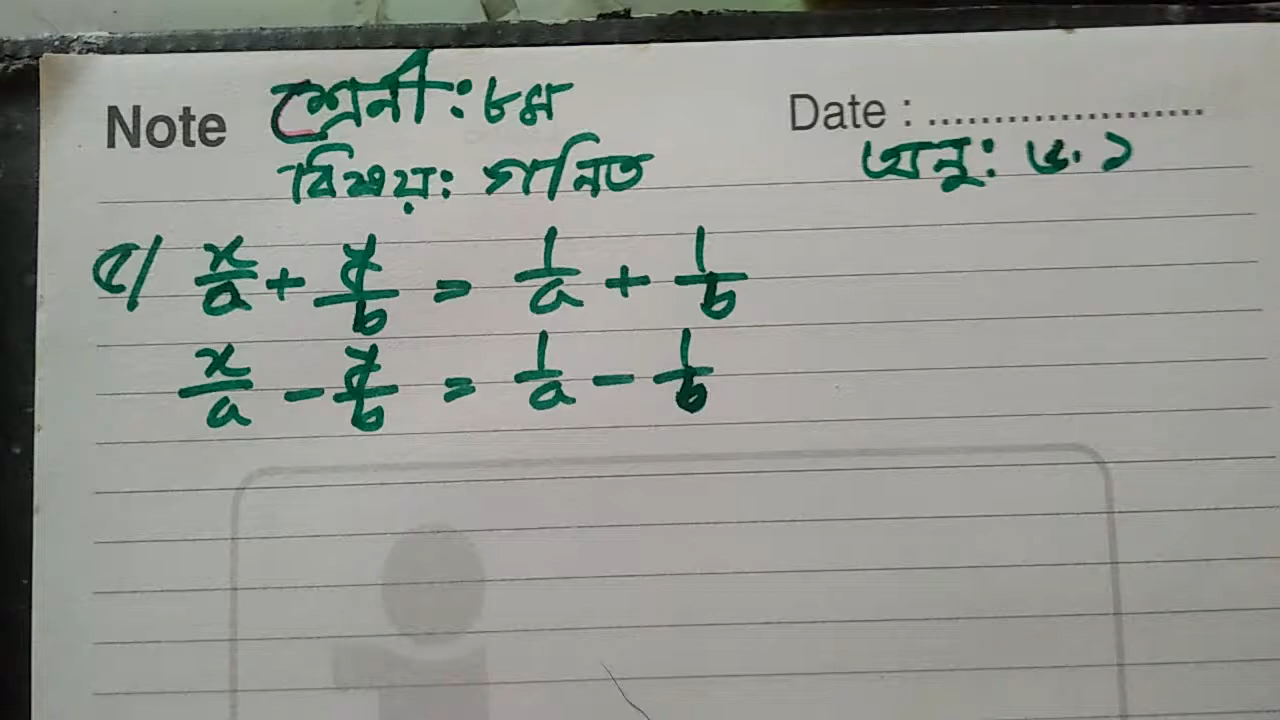 Note শ্রেনী : ৮ম Date : ....................
বিষয় : গনিত অনু : ৬.১
৫/ x/a + y/b = 1/a + 1/b
x/a - y/b = 1/a - 1/b